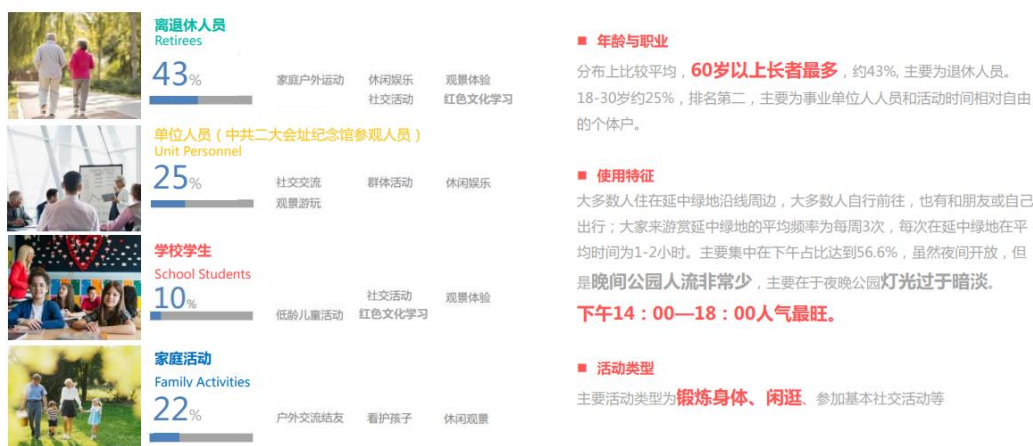 离退休人员
Retirees
43%
家庭户外运动 休闲娱乐 观景体验
社交活动 红色文化学习
单位人员（中共二大会址纪念馆参观人员）
Unit Personnel
25%
社交交流 群体活动 休闲娱乐
观景游玩
学校学生
School Students
10%
低龄儿童活动 社交活动 观景体验
红色文化学习
家庭活动
Family Activities
22%
户外交流结友 看护孩子 休闲观景
■ 年龄与职业
分布上比较平均，60岁以上长者最多，约43%, 主要为退休人员。
18-30岁约25%，排名第二，主要为事业单位人人员和活动时间相对自由
的个体户。
■ 使用特征
大多数人住在延中绿地沿线周边，大多数人自行前往，也有和朋友或自己
出行；大家来游赏延中绿地的平均频率为每周3次，每次在延中绿地在平
均时间为1-2小时。主要集中在下午占比达到56.6%，虽然夜间开放，但
是晚间公园人流非常少，主要在于夜晚公园灯光过于暗淡。
下午14：00—18：00人气最旺。
■ 活动类型
主要活动类型为锻炼身体、闲逛、参加基本社交活动等